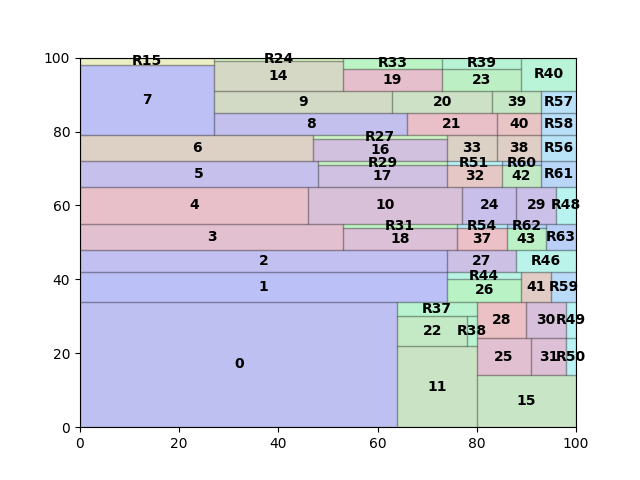 100
R15 R24 R33 R39
14 19 23 R40
7 9 20 39 R57
80
8 21 40 R58
R27
6 16 33 38 R56
R29 R51 R60
5 17 32 42 R61
60
4 10 24 29 R48
R31 R54 R62
3 18 37 43 R63
2 27 R46
40
R44
1 26 41 R59
R37
22 R38 28 30 R49
20
0 25 31 R50
11 15
0
0 20 40 60 80 100